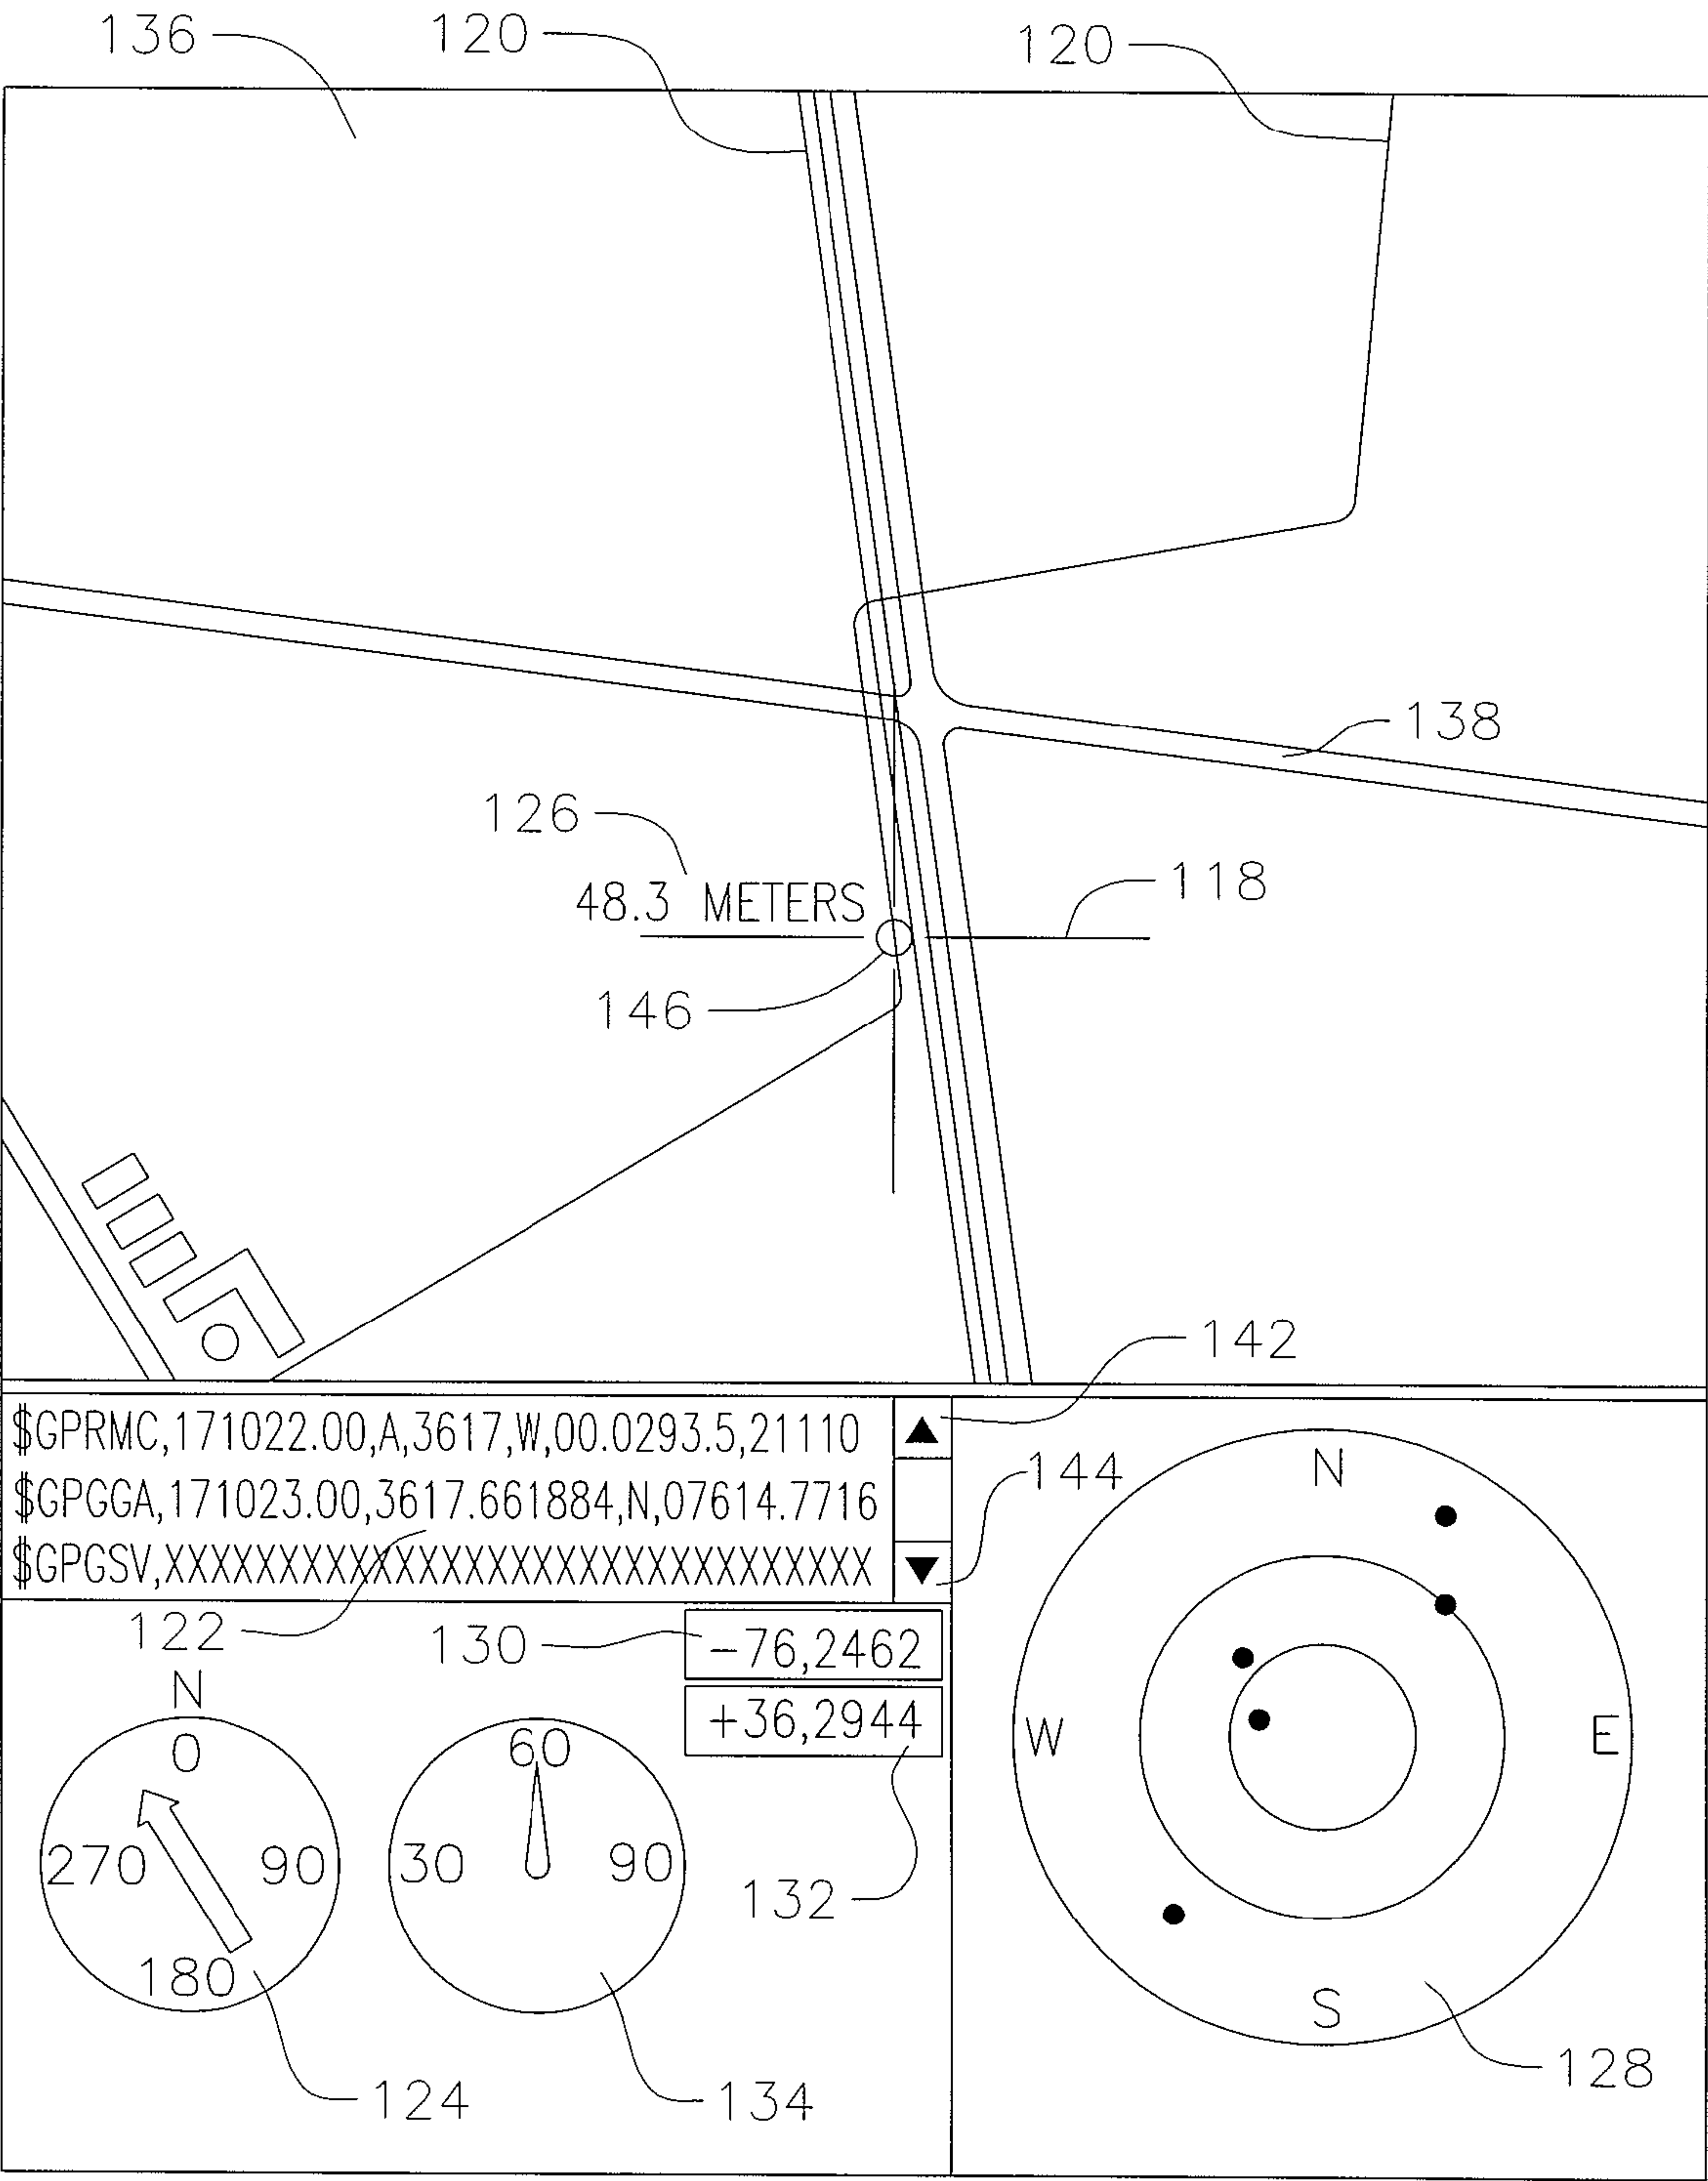 136
120
120
138
126
48.3 METERS
118
146
142
$GPRMC,171022.00,A,3617,W,00.0293.5,21110
$GPGGA,171023.00,3617.661884,N,07614.7716
$GPGSV,XXXXXXXXXXXXXXXXXXXXXXXXXXXXXXX
144
122
130
-76,2462
+36,2944
132
N
0
270
90
180
60
30
90
124
134
N
W
E
S
128